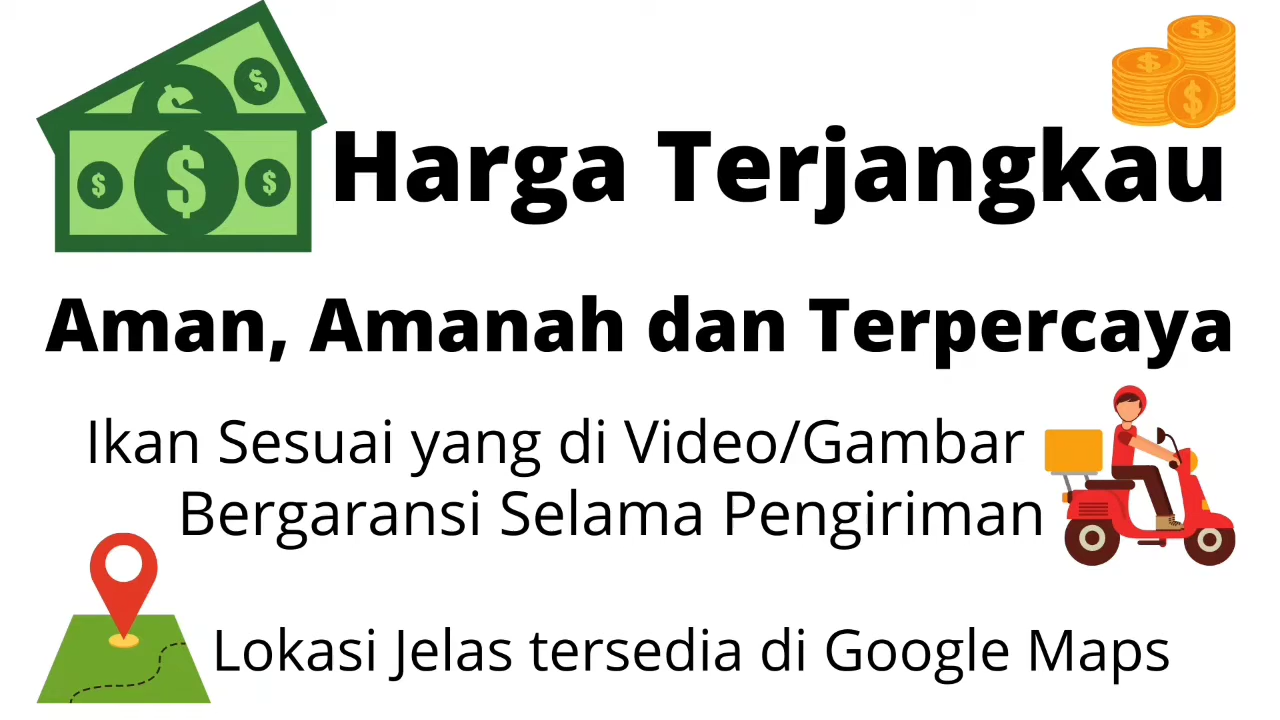 Harga Terjangkau
Aman, Amanah dan Terpercaya
Ikan Sesuai yang di Video/Gambar
Bergaransi Selama Pengiriman
Lokasi Jelas tersedia di Google Maps